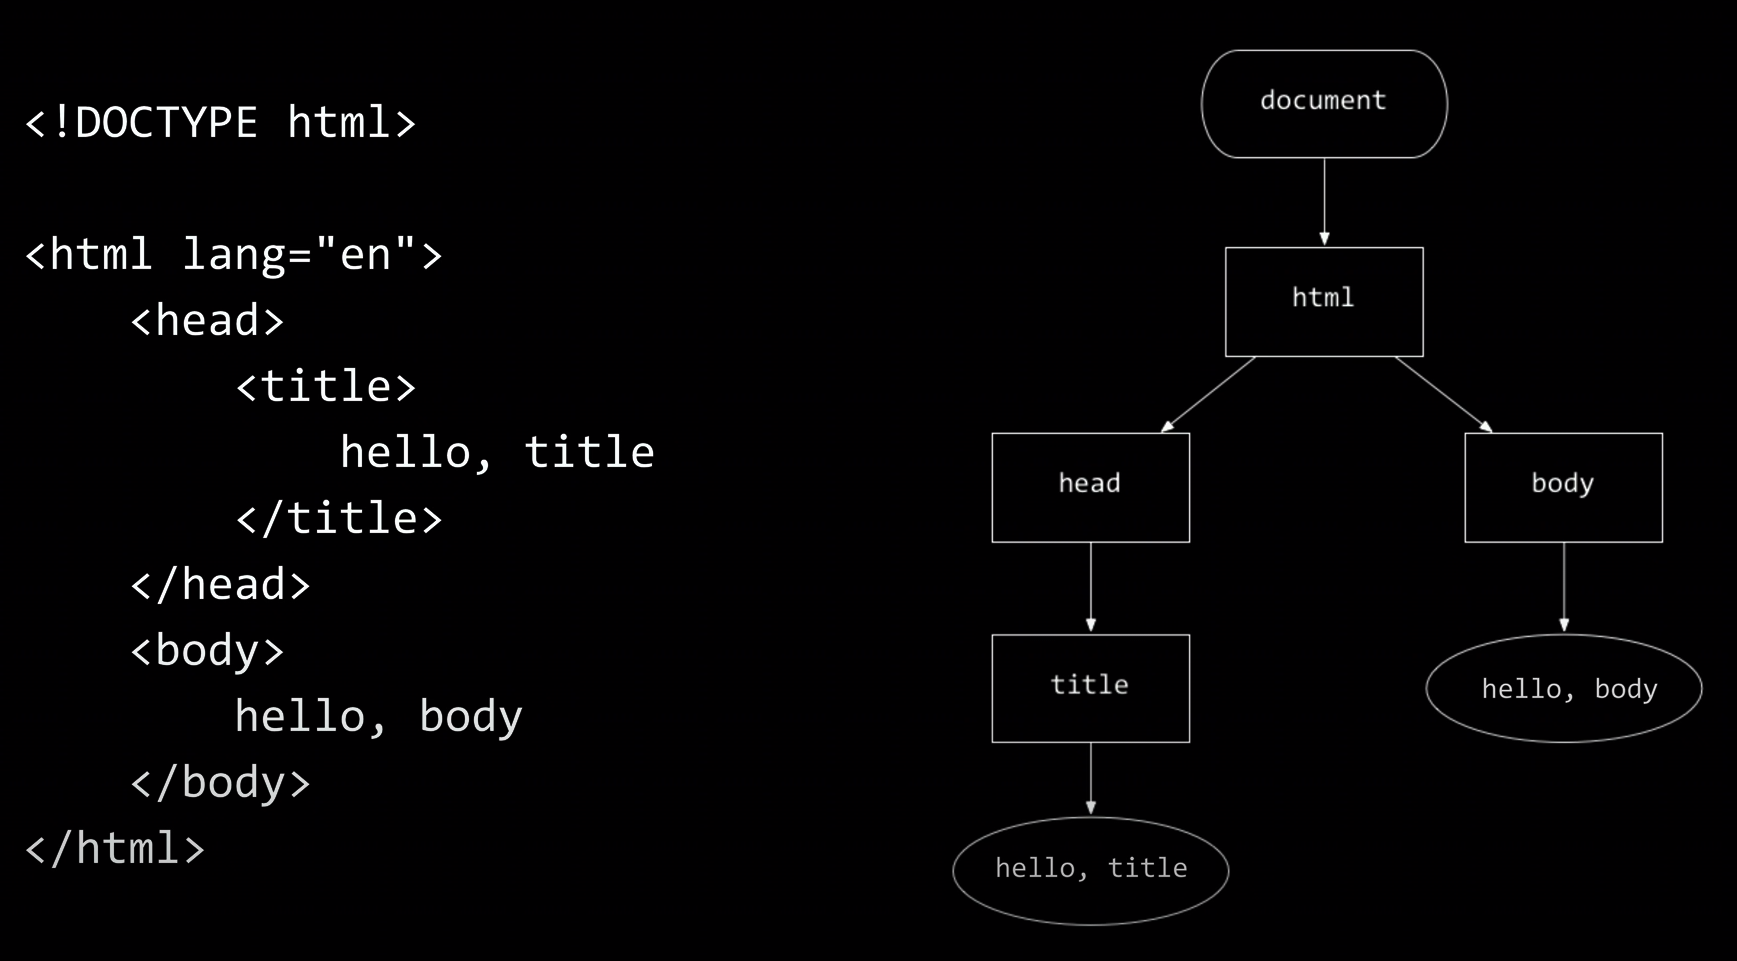 <!DOCTYPE html>
<html lang="en">
<head>
<title>
hello, title
</title>
</head>
<body>
hello, body
</body>
</html>
document
html
head
body
title
hello, body
hello, title